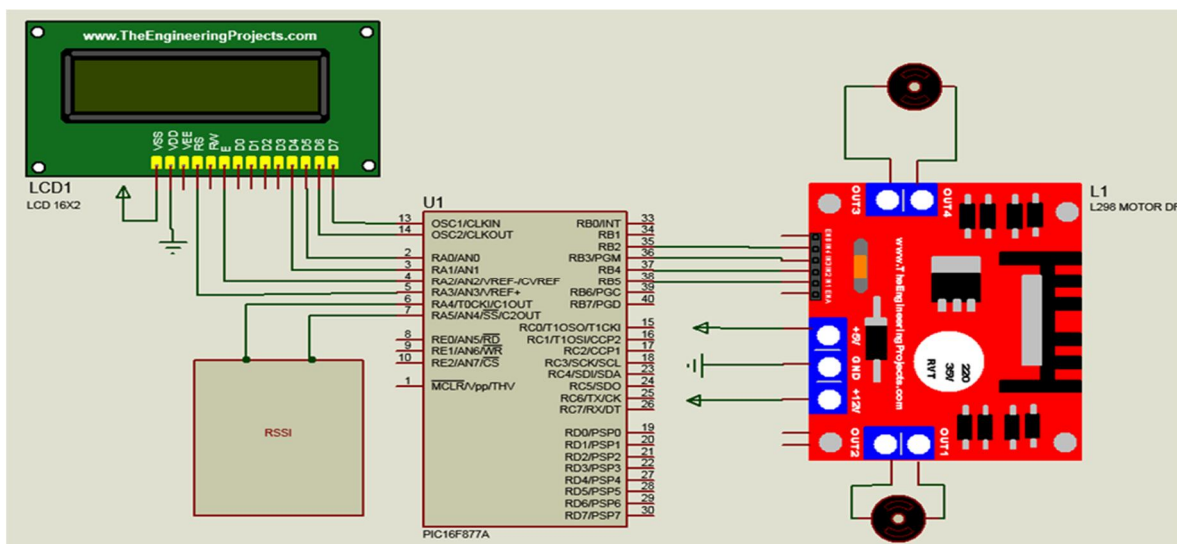 www.TheEngineeringProjects.com
VSS
VDD
VEE
RS
RW
E
D0
D1
D2
D3
D4
D5
D6
D7
LCD1
LCD 16X2
U1
13 OSC1/CLKIN
14 OSC2/CLKOUT
2 RA0/AN0
3 RA1/AN1
4 RA2/AN2/VREF-/CVREF
5 RA3/AN3/VREF+
6 RA4/T0CKI/C1OUT
7 RA5/AN4/SS/C2OUT
8 RE0/AN5/RD
9 RE1/AN6/WR
10 RE2/AN7/CS
1 MCLR/Vpp/THV
RB0/INT 33
RB1 34
RB2 35
RB3/PGM 36
RB4 37
RB5 38
RB6/PGC 39
RB7/PGD 40
RC0/T1OSO/T1CKI 15
RC1/T1OSI/CCP2 16
RC2/CCP1 17
RC3/SCK/SCL 18
RC4/SDI/SDA 23
RC5/SDO 24
RC6/TX/CK 25
RC7/RX/DT 26
RD0/PSP0 19
RD1/PSP1 20
RD2/PSP2 21
RD3/PSP3 22
RD4/PSP4 27
RD5/PSP5 28
RD6/PSP6 29
RD7/PSP7 30
PIC16F877A
RSSI
OUT3
OUT4
L1
L298 MOTOR DR
www.TheEngineeringProjects.com
+5V
GND
+12V
220
35V
RVT
OUT2
OUT1